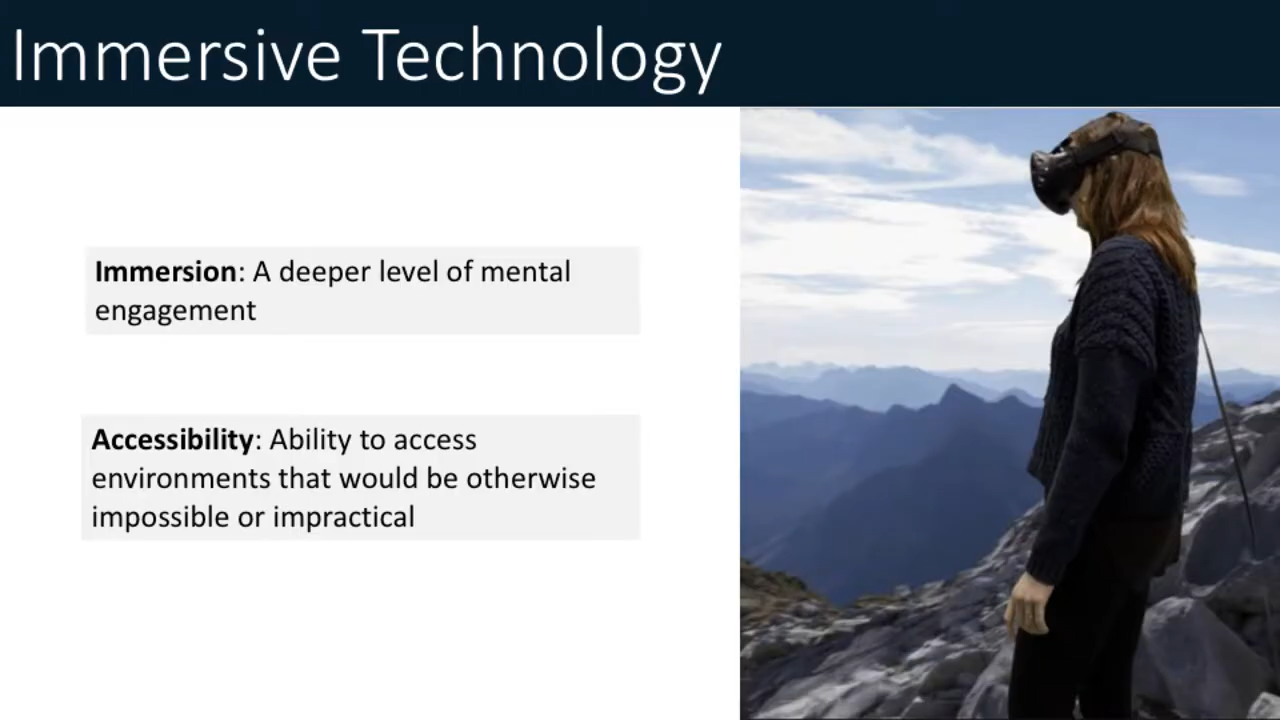 Immersive Technology
Immersion: A deeper level of mental
engagement
Accessibility: Ability to access
environments that would be otherwise
impossible or impractical